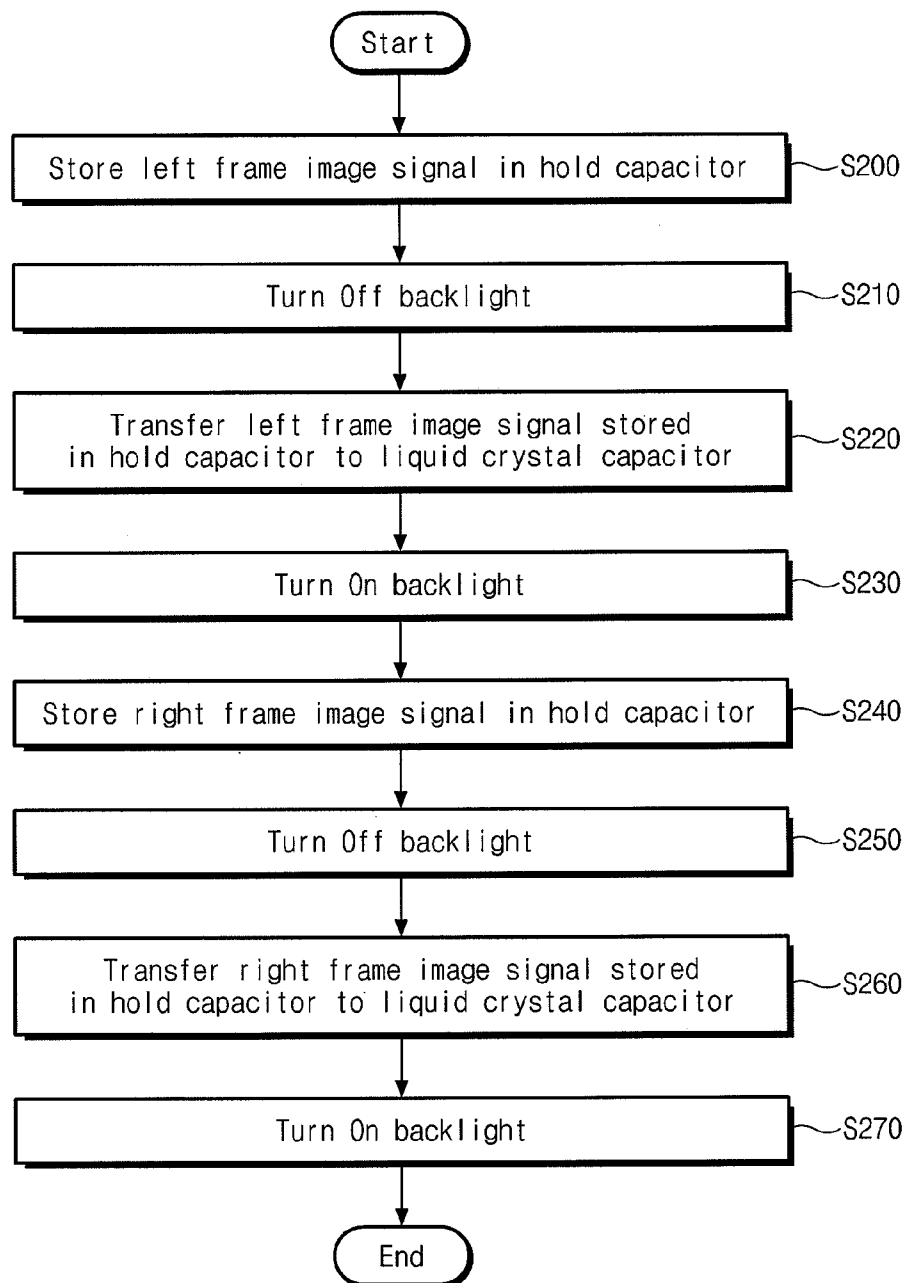 Start
Store left frame image signal in hold capacitor
S200
Turn Off backlight
S210
Transfer left frame image signal stored
in hold capacitor to liquid crystal capacitor
S220
Turn On backlight
S230
Store right frame image signal in hold capacitor
S240
Turn Off backlight
S250
Transfer right frame image signal stored
in hold capacitor to liquid crystal capacitor
S260
Turn On backlight
S270
End